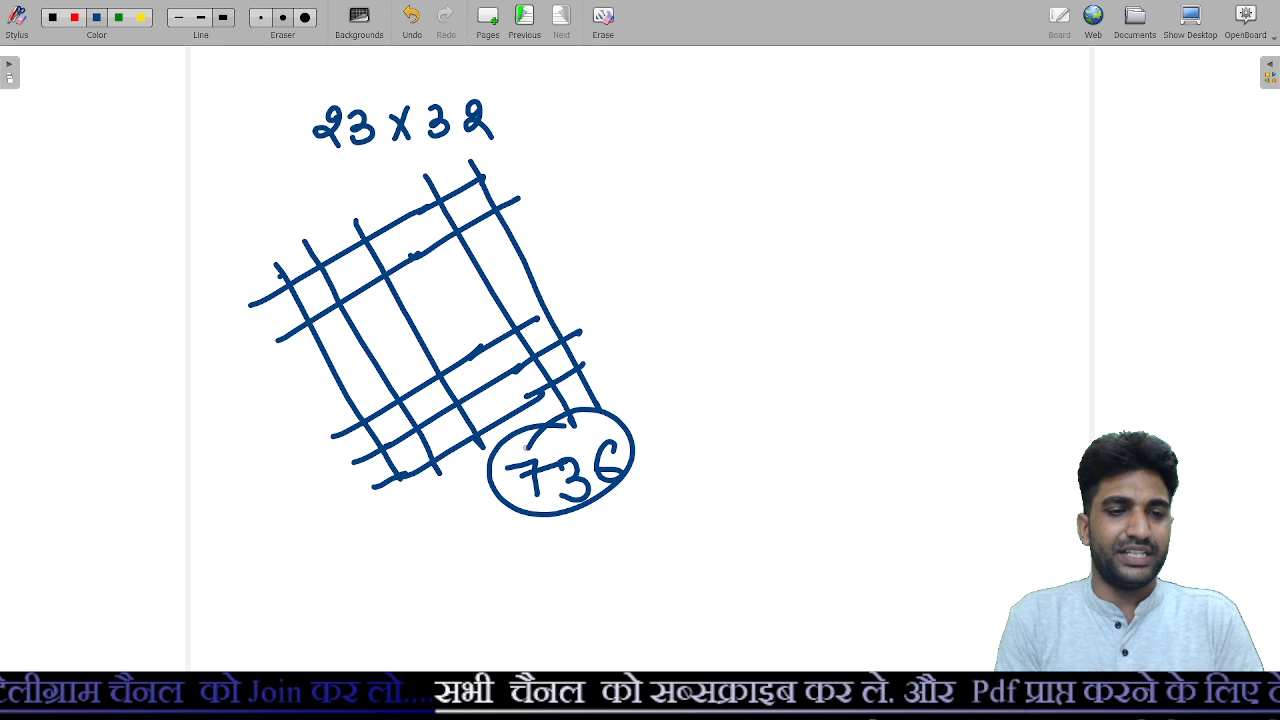 Stylus
Color
Line
Eraser
Backgrounds
Undo
Redo
Pages
Previous
Next
Erase
Board
Web
Documents
Show Desktop
OpenBoard
23 x 32
736
टेलीग्राम चैनल को Join कर लो.... सभी चैनल को सब्सक्राइब कर ले. और Pdf प्राप्त करने के लिए टे